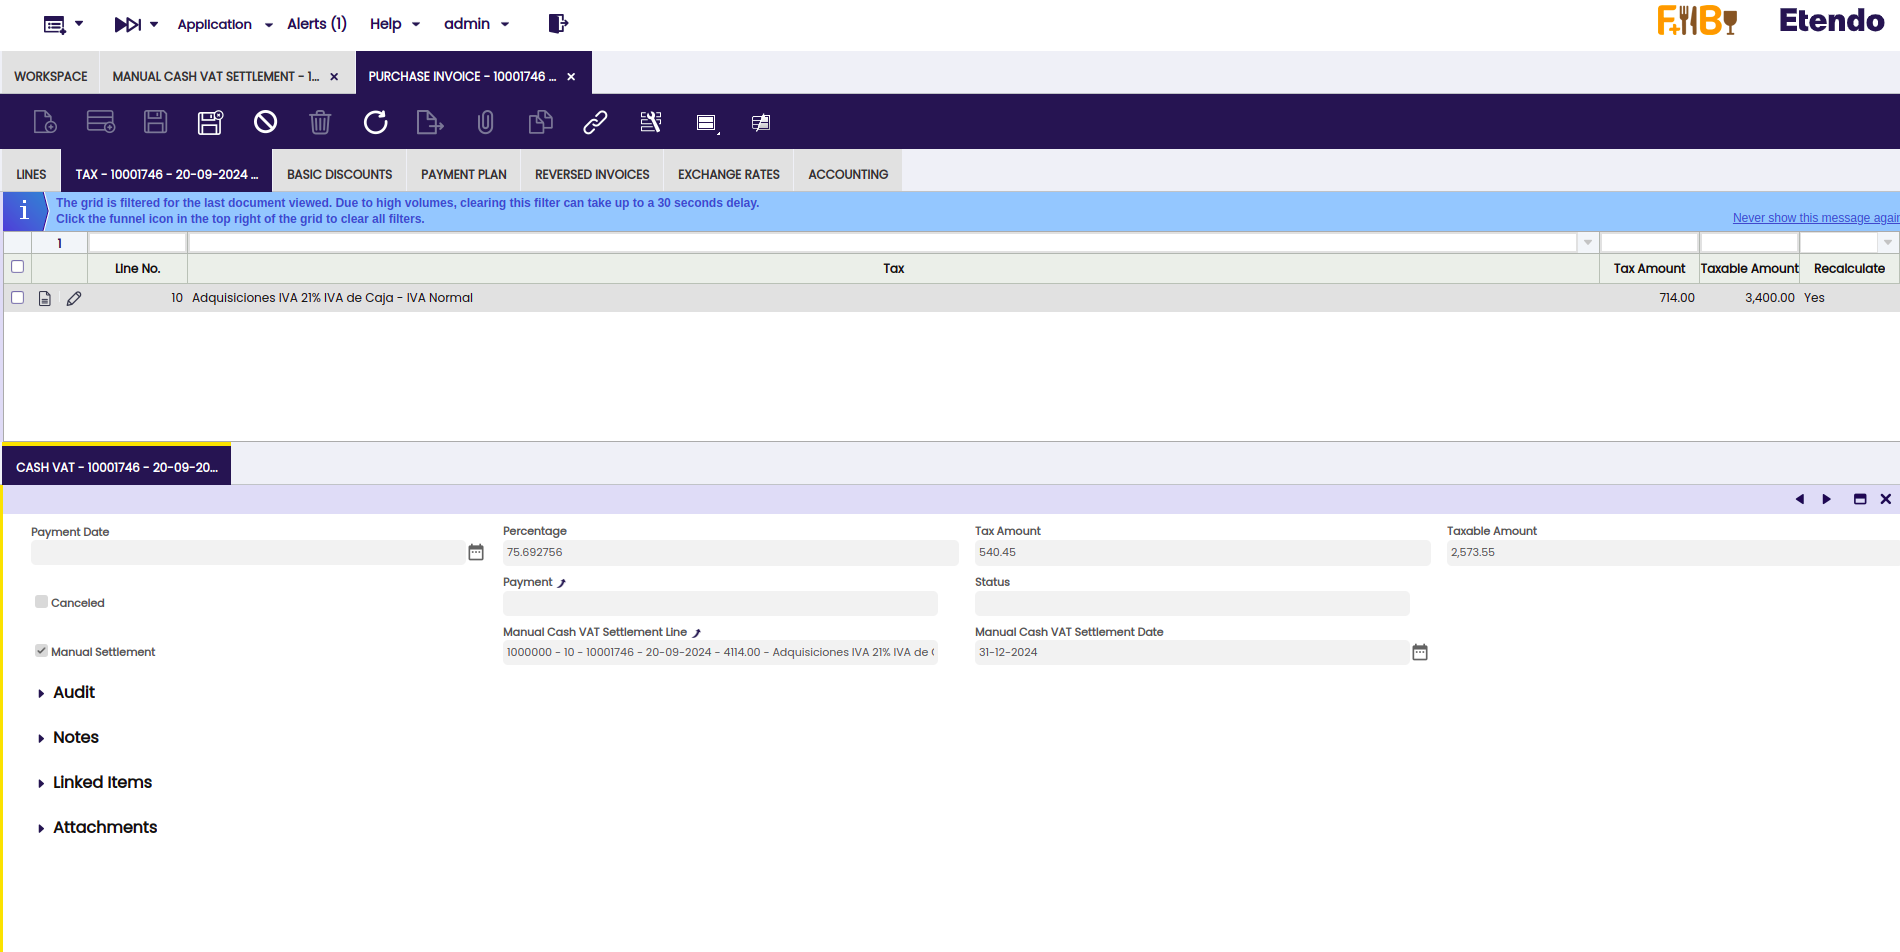 Application
Alerts (1)
Help
admin
F+B
Etendo
WORKSPACE
MANUAL CASH VAT SETTLEMENT - 1...
PURCHASE INVOICE - 10001746 ...
LINES
TAX - 10001746 - 20-09-2024 ...
BASIC DISCOUNTS
PAYMENT PLAN
REVERSED INVOICES
EXCHANGE RATES
ACCOUNTING
i
The grid is filtered for the last document viewed. Due to high volumes, clearing this filter can take up to a 30 seconds delay.
Click the funnel icon in the top right of the grid to clear all filters.
Never show this message again
1
Line No.
Tax
Tax Amount
Taxable Amount
Recalculate
10
Adquisiciones IVA 21% IVA de Caja - IVA Normal
714.00
3,400.00
Yes
CASH VAT - 10001746 - 20-09-20...
Payment Date
Percentage
75.692756
Tax Amount
540.45
Taxable Amount
2,573.55
Canceled
Payment
Status
Manual Settlement
Manual Cash VAT Settlement Line
1000000 - 10 - 10001746 - 20-09-2024 - 4114.00 - Adquisiciones IVA 21% IVA de
Manual Cash VAT Settlement Date
31-12-2024
Audit
Notes
Linked Items
Attachments